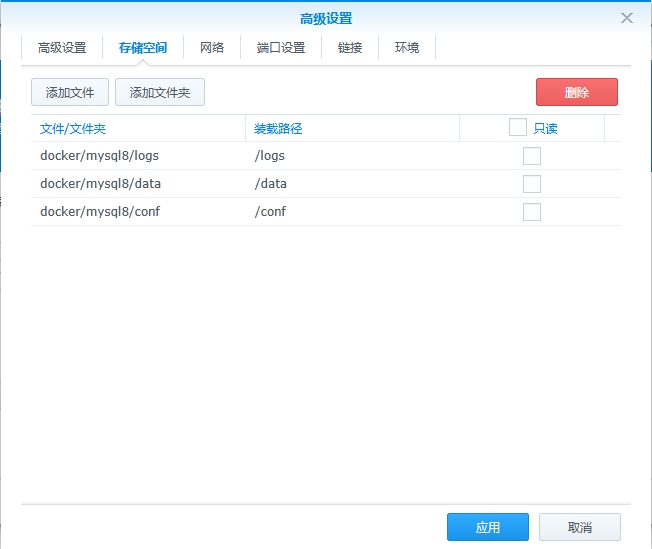 高级设置
高级设置 存储空间 网络 端口设置 链接 环境
添加文件 添加文件夹 删除
文件/文件夹 装载路径 只读
docker/mysql8/logs /logs
docker/mysql8/data /data
docker/mysql8/conf /conf
应用 取消